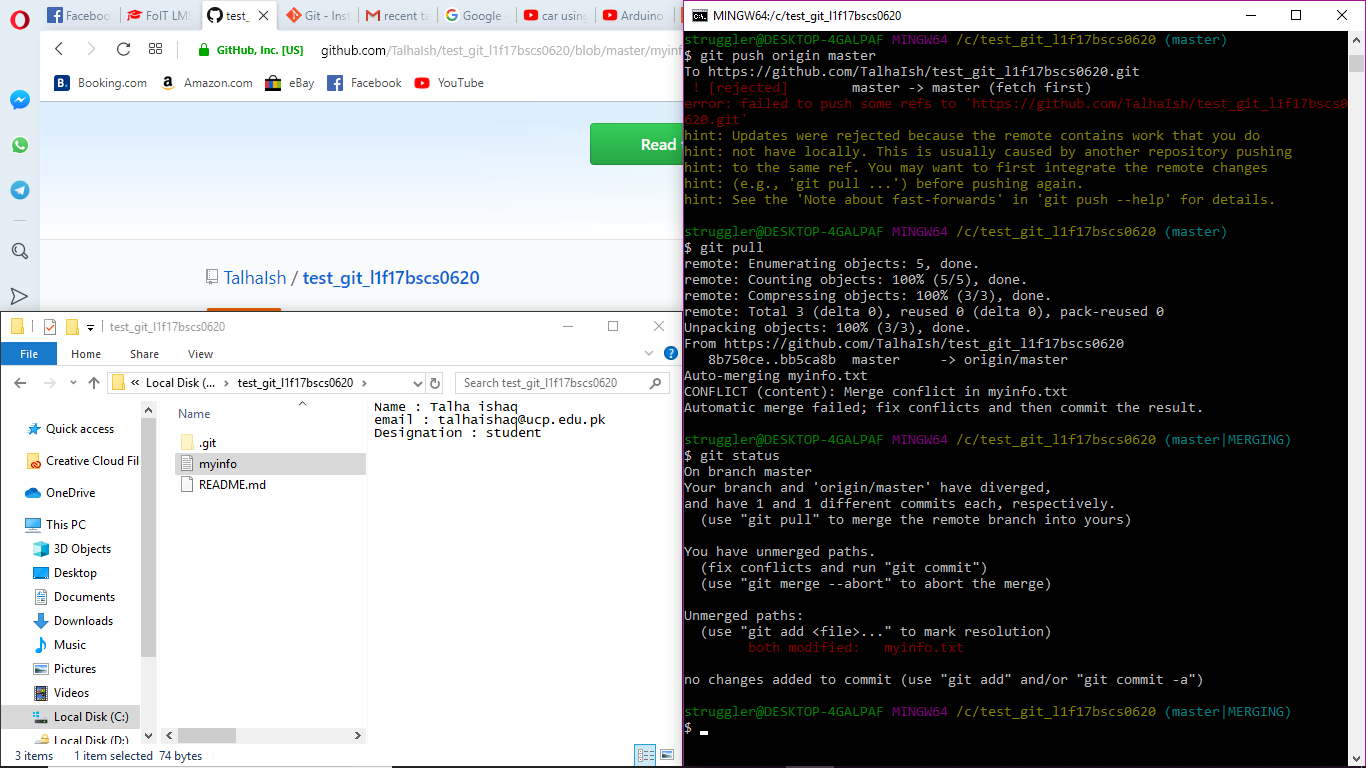 Faceboo
FoIT LMS
test_
Git - Inst
recent ta
Google -
car using
Arduino
GitHub, Inc. [US]
github.com/TalhaIsh/test_git_l1f17bscs0620/blob/master/myinfo
Booking.com
Amazon.com
eBay
Facebook
YouTube
Read
TalhaIsh / test_git_l1f17bscs0620
test_git_l1f17bscs0620
File
Home
Share
View
« Local Disk (... > test_git_l1f17bscs0620 >
Search test_git_l1f17bscs0620
Quick access
Creative Cloud Fil
OneDrive
This PC
3D Objects
Desktop
Documents
Downloads
Music
Pictures
Videos
Local Disk (C:)
Local Disk (D:)
Name
.git
myinfo
README.md
Name : Talha ishaq
email : talhaishaq@ucp.edu.pk
Designation : student
3 items
1 item selected 74 bytes
MINGW64:/c/test_git_l1f17bscs0620
struggler@DESKTOP-4GALPAF MINGW64 /c/test_git_l1f17bscs0620 (master)
$ git push origin master
To https://github.com/TalhaIsh/test_git_l1f17bscs0620.git
! [rejected] master -> master (fetch first)
error: failed to push some refs to 'https://github.com/TalhaIsh/test_git_l1f17bscs0
620.git'
hint: Updates were rejected because the remote contains work that you do
hint: not have locally. This is usually caused by another repository pushing
hint: to the same ref. You may want to first integrate the remote changes
hint: (e.g., 'git pull ...') before pushing again.
hint: See the 'Note about fast-forwards' in 'git push --help' for details.
struggler@DESKTOP-4GALPAF MINGW64 /c/test_git_l1f17bscs0620 (master)
$ git pull
remote: Enumerating objects: 5, done.
remote: Counting objects: 100% (5/5), done.
remote: Compressing objects: 100% (3/3), done.
remote: Total 3 (delta 0), reused 0 (delta 0), pack-reused 0
Unpacking objects: 100% (3/3), done.
From https://github.com/TalhaIsh/test_git_l1f17bscs0620
8b750ce..bb5ca8b master -> origin/master
Auto-merging myinfo.txt
CONFLICT (content): Merge conflict in myinfo.txt
Automatic merge failed; fix conflicts and then commit the result.
struggler@DESKTOP-4GALPAF MINGW64 /c/test_git_l1f17bscs0620 (master|MERGING)
$ git status
On branch master
Your branch and 'origin/master' have diverged,
and have 1 and 1 different commits each, respectively.
(use "git pull" to merge the remote branch into yours)
You have unmerged paths.
(fix conflicts and run "git commit")
(use "git merge --abort" to abort the merge)
Unmerged paths:
(use "git add <file>..." to mark resolution)
both modified: myinfo.txt
no changes added to commit (use "git add" and/or "git commit -a")
struggler@DESKTOP-4GALPAF MINGW64 /c/test_git_l1f17bscs0620 (master|MERGING)
$